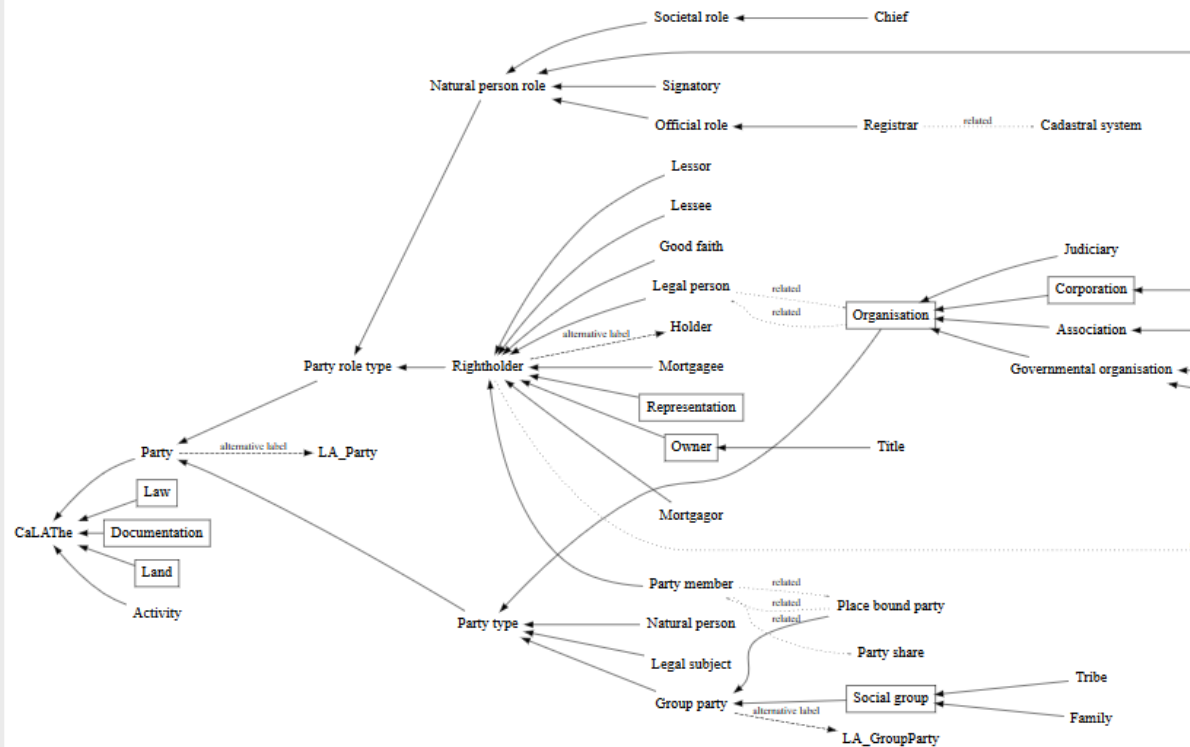 Societal role
Chief
Natural person role
Signatory
Official role
Registrar
related
Cadastral system
Lessor
Lessee
Good faith
Judiciary
Legal person
related
Corporation
related
Organisation
Holder
alternative label
Association
Party role type
Rightholder
Mortgagee
Governmental organisation
Representation
Owner
Title
Party
alternative label
LA_Party
Law
Mortgagor
CaLAThe
Documentation
Land
Party member
related
related
Place bound party
Activity
related
Party type
Natural person
Party share
Legal subject
Tribe
Group party
Social group
alternative label
Family
LA_GroupParty